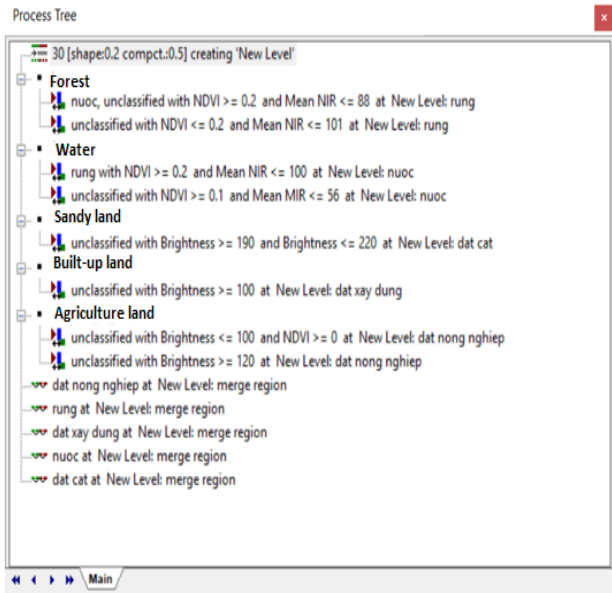 Process Tree
x
30 [shape:0.2 compct.:0.5] creating 'New Level'
Forest
nuoc, unclassified with NDVI >= 0.2 and Mean NIR <= 88 at New Level: rung
unclassified with NDVI <= 0.2 and Mean NIR <= 101 at New Level: rung
Water
rung with NDVI >= 0.2 and Mean NIR <= 100 at New Level: nuoc
unclassified with NDVI >= 0.1 and Mean MIR <= 56 at New Level: nuoc
Sandy land
unclassified with Brightness >= 190 and Brightness <= 220 at New Level: dat cat
Built-up land
unclassified with Brightness >= 100 at New Level: dat xay dung
Agriculture land
unclassified with Brightness <= 100 and NDVI >= 0 at New Level: dat nong nghiep
unclassified with Brightness >= 120 at New Level: dat nong nghiep
dat nong nghiep at New Level: merge region
rung at New Level: merge region
dat xay dung at New Level: merge region
nuoc at New Level: merge region
dat cat at New Level: merge region
Main